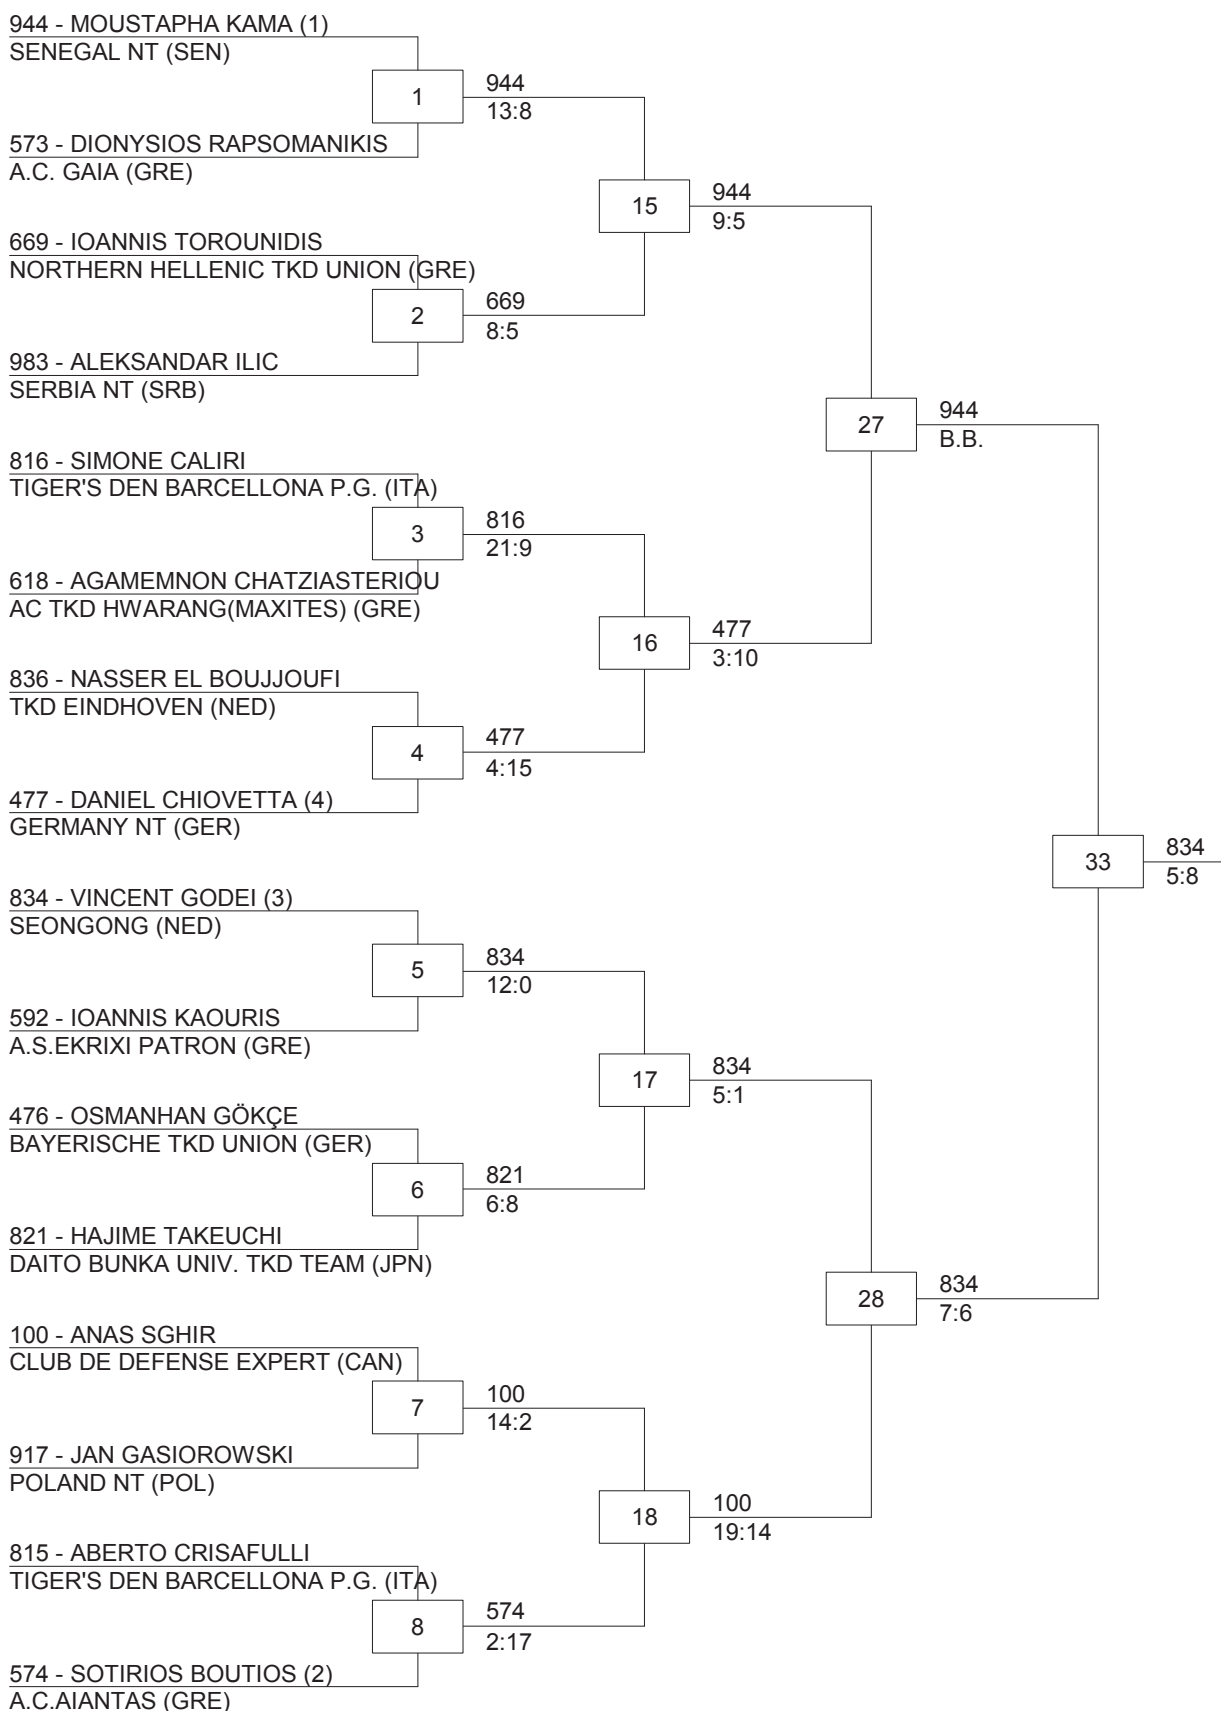 944 - MOUSTAPHA KAMA (1)
SENEGAL NT (SEN)
1
944
13:8
573 - DIONYSIOS RAPSOMANIKIS
A.C. GAIA (GRE)
15
944
9:5
669 - IOANNIS TOROUNIDIS
NORTHERN HELLENIC TKD UNION (GRE)
2
669
8:5
983 - ALEKSANDAR ILIC
SERBIA NT (SRB)
27
944
B.B.
816 - SIMONE CALIRI
TIGER'S DEN BARCELLONA P.G. (ITA)
3
816
21:9
618 - AGAMEMNON CHATZIASTERIOU
AC TKD HWARANG(MAXITES) (GRE)
16
477
3:10
836 - NASSER EL BOUJJOUFI
TKD EINDHOVEN (NED)
4
477
4:15
477 - DANIEL CHIOVETTA (4)
GERMANY NT (GER)
33
834
5:8
834 - VINCENT GODEI (3)
SEONGONG (NED)
5
834
12:0
592 - IOANNIS KAOURIS
A.S.EKRIXI PATRON (GRE)
17
834
5:1
476 - OSMANHAN GÖKÇE
BAYERISCHE TKD UNION (GER)
6
821
6:8
821 - HAJIME TAKEUCHI
DAITO BUNKA UNIV. TKD TEAM (JPN)
28
834
7:6
100 - ANAS SGHIR
CLUB DE DEFENSE EXPERT (CAN)
7
100
14:2
917 - JAN GASIOROWSKI
POLAND NT (POL)
18
100
19:14
815 - ABERTO CRISAFULLI
TIGER'S DEN BARCELLONA P.G. (ITA)
8
574
2:17
574 - SOTIRIOS BOUTIOS (2)
A.C.AIANTAS (GRE)